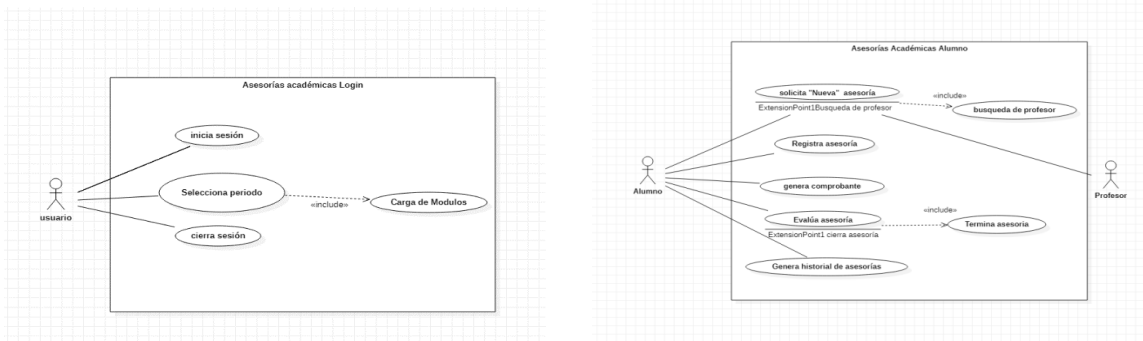 Asesorías académicas Login
inicia sesión
Selecciona periodo
«include»
Carga de Modulos
cierra sesión
usuario
Asesorías Académicas Alumno
solicita "Nueva" asesoría
ExtensionPoint1Busqueda de profesor
«include»
busqueda de profesor
Registra asesoría
genera comprobante
Evalúa asesoría
ExtensionPoint1 cierra asesoría
«include»
Termina asesoria
Genera historial de asesorías
Alumno
Profesor